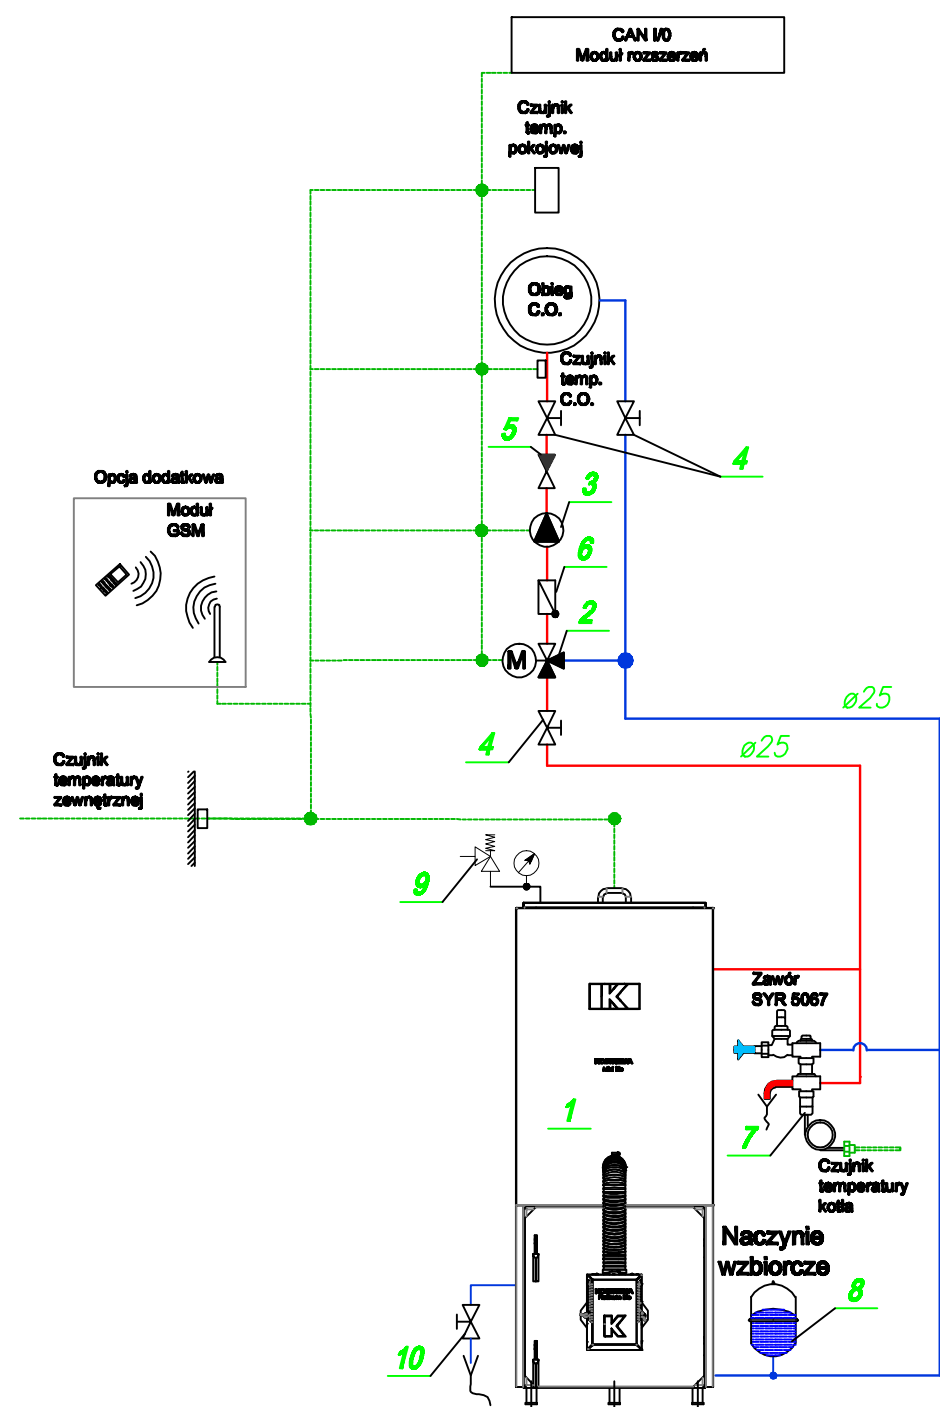 CAN I/0
Moduł rozszerzeń
Czujnik
temp.
pokojowej
Obieg
C.O.
Czujnik
temp.
C.O.
5
4
3
Opcja dodatkowa
Moduł
GSM
6
2
M
ø25
4
ø25
Czujnik
temperatury
zewnętrznej
9
Zawór
SYR 5067
K
1
7
Czujnik
temperatury
kotła
Naczynie
wzbiorcze
8
K
10